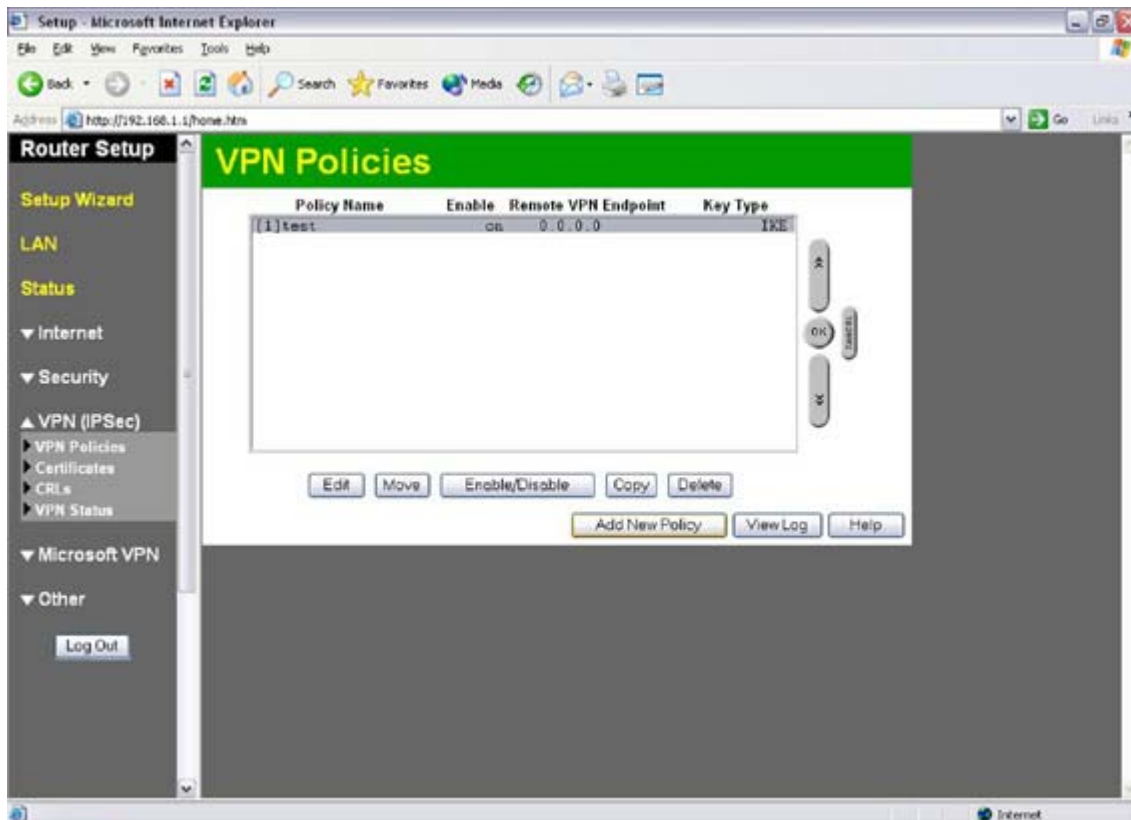 Setup - Microsoft Internet Explorer
File Edit View Favorites Tools Help
Back Search Favorites Media
Address http://192.168.1.1/home.htm Go Links
Router Setup
Setup Wizard
LAN
Status
Internet
Security
VPN (IPSec)
VPN Policies
Certificates
CRLs
VPN Status
Microsoft VPN
Other
Log Out
VPN Policies
Policy Name Enable Remote VPN Endpoint Key Type
[1]test on 0.0.0.0 IKE
OK
Edit Move Enable/Disable Copy Delete
Add New Policy View Log Help
Internet